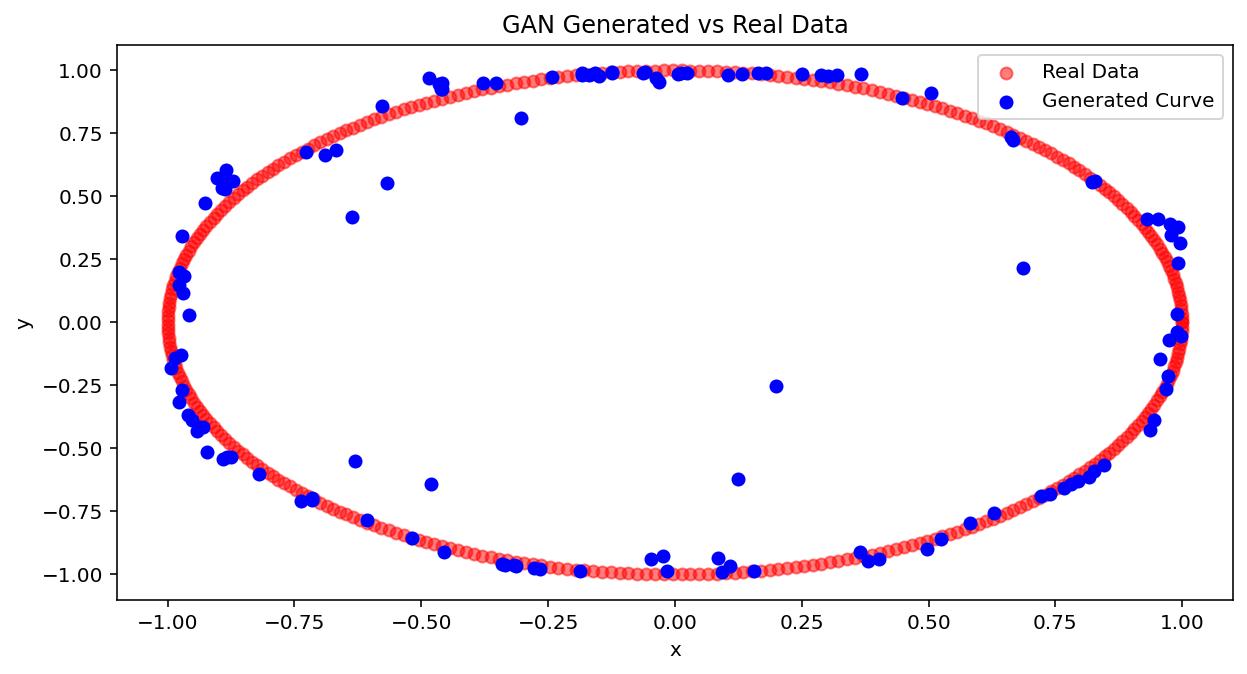 GAN Generated vs Real Data
1.00
0.75
0.50
0.25
0.00
−0.25
−0.50
−0.75
−1.00
y
Real Data
Generated Curve
−1.00 −0.75 −0.50 −0.25 0.00 0.25 0.50 0.75 1.00
x